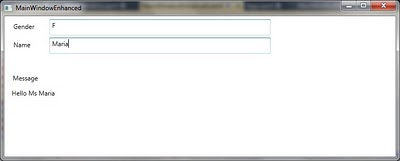 MainWindowEnhanced
Gender F
Name Maria
Message
Hello Ms Maria